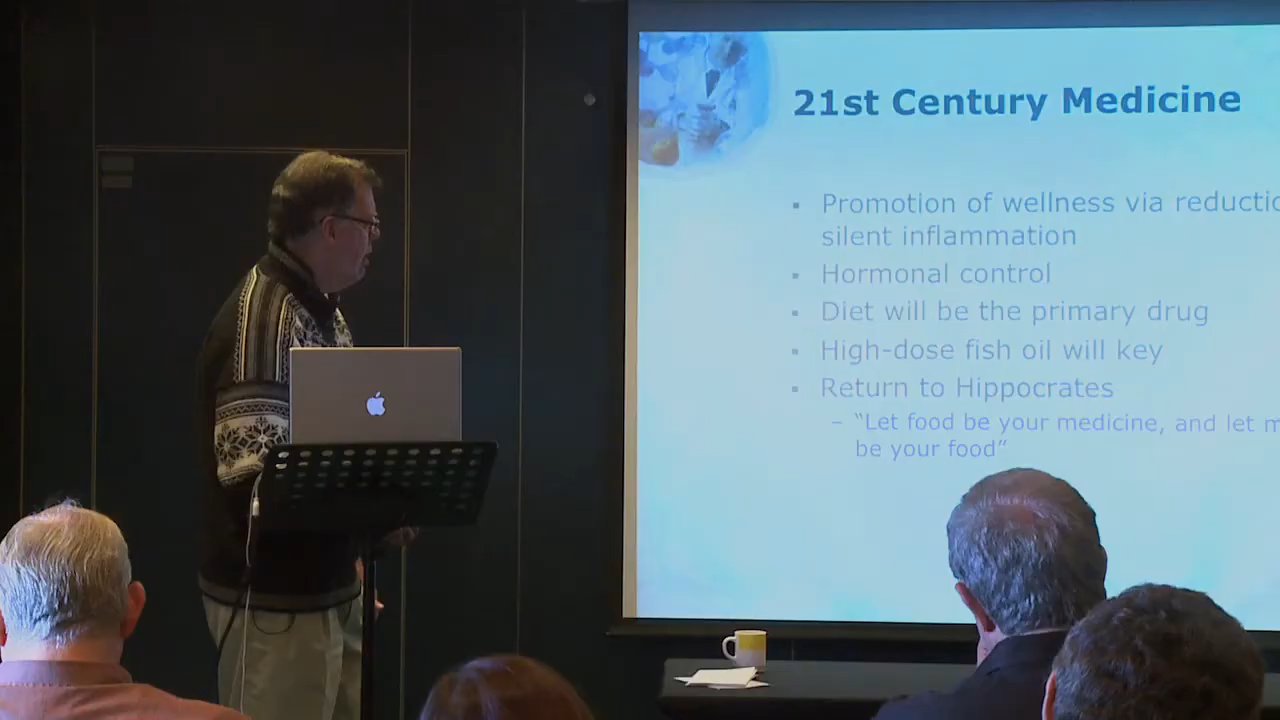 21st Century Medicine
Promotion of wellness via
silent inflammation
Hormonal control
Diet will be the primary drug
High-dose fish oil will key
Return to Hippocrates
– “Let food be your medicine, and let
be your food”